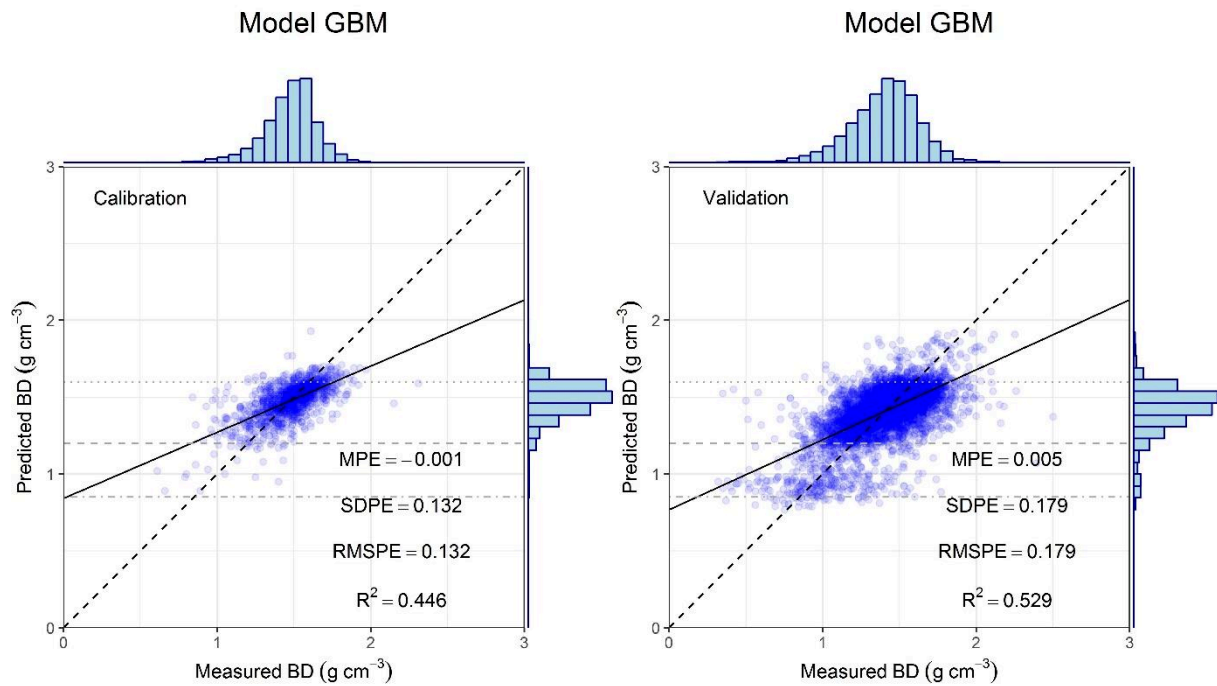 Model GBM
Calibration
3
2
1
0
Predicted BD (g cm⁻³)
MPE = −0.001
SDPE = 0.132
RMSPE = 0.132
R² = 0.446
0 1 2 3
Measured BD (g cm⁻³)
Model GBM
Validation
3
2
1
0
Predicted BD (g cm⁻³)
MPE = 0.005
SDPE = 0.179
RMSPE = 0.179
R² = 0.529
0 1 2 3
Measured BD (g cm⁻³)